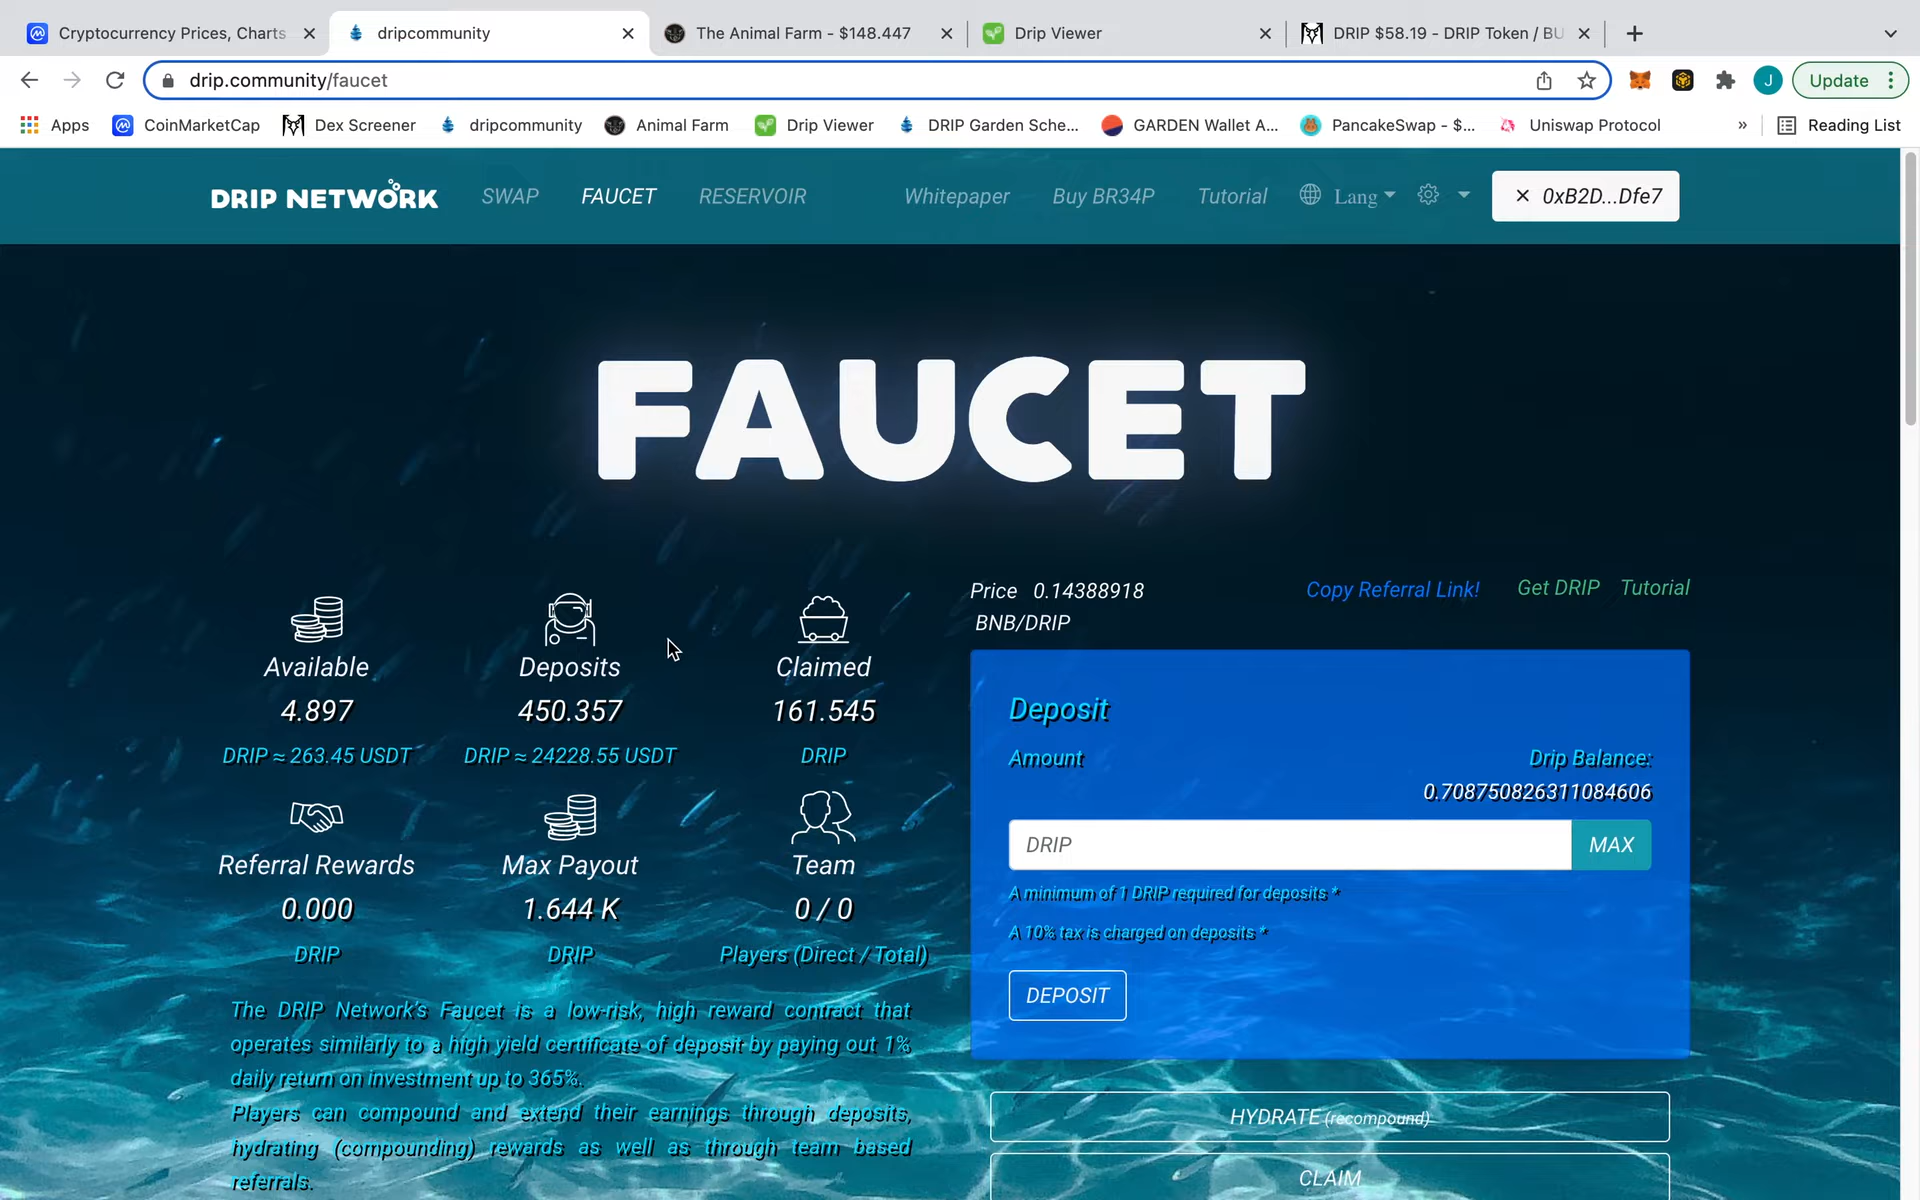 Cryptocurrency Prices, Charts
dripcommunity
The Animal Farm - $148.447
Drip Viewer
DRIP $58.19 - DRIP Token / BU
drip.community/faucet
J
Update
Apps
CoinMarketCap
Dex Screener
dripcommunity
Animal Farm
Drip Viewer
DRIP Garden Sche...
GARDEN Wallet A...
PancakeSwap - $...
Uniswap Protocol
»
Reading List
DRIP NETWORK
SWAP
FAUCET
RESERVOIR
Whitepaper
Buy BR34P
Tutorial
Lang
× 0xB2D...Dfe7
FAUCET
Available
4.897
DRIP ≈ 263.45 USDT
Deposits
450.357
DRIP ≈ 24228.55 USDT
Claimed
161.545
DRIP
Referral Rewards
0.000
DRIP
Max Payout
1.644 K
DRIP
Team
0 / 0
Players (Direct / Total)
The DRIP Network's Faucet is a low-risk, high reward contract that
operates similarly to a high yield certificate of deposit by paying out 1%
daily return on investment up to 365%.
Players can compound and extend their earnings through deposits,
hydrating (compounding) rewards as well as through team based
referrals.
Price 0.14388918
BNB/DRIP
Copy Referral Link!
Get DRIP
Tutorial
Deposit
Amount
Drip Balance:
0.708750826311084606
DRIP
MAX
A minimum of 1 DRIP required for deposits *
A 10% tax is charged on deposits *
DEPOSIT
HYDRATE (recompound)
CLAIM